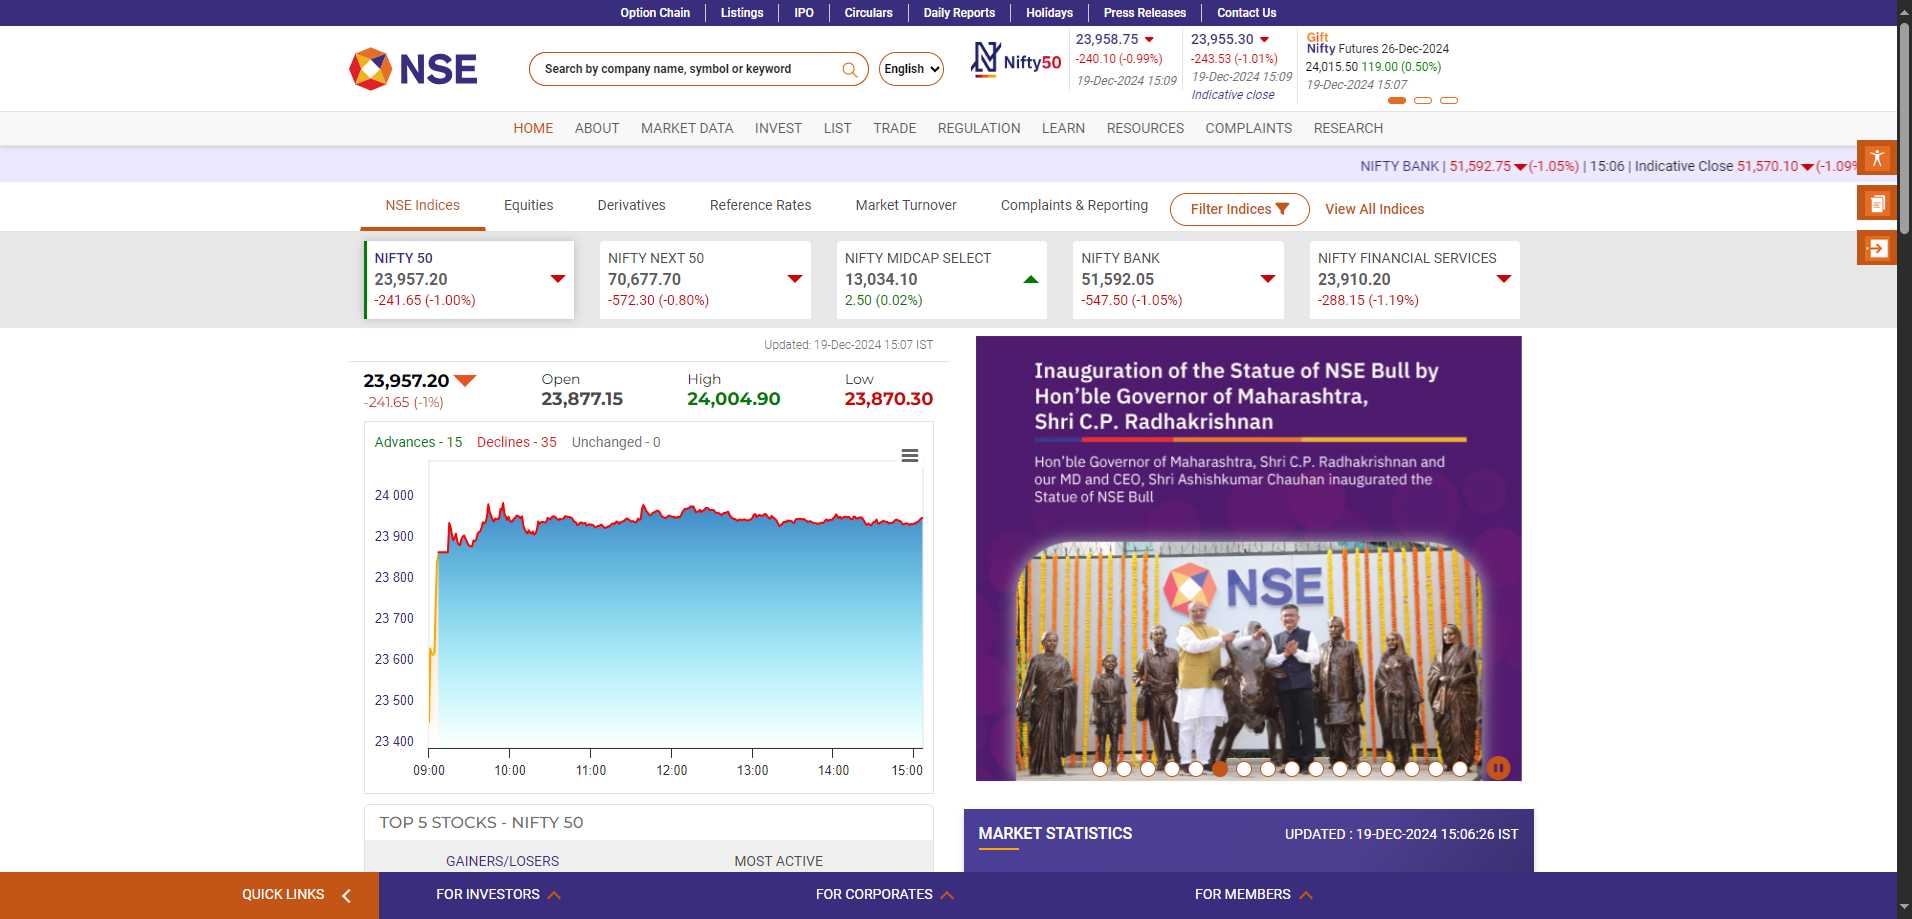 Option Chain
Listings
IPO
Circulars
Daily Reports
Holidays
Press Releases
Contact Us
NSE
Search by company name, symbol or keyword
English
Nifty50
23,958.75
-240.10 (-0.99%)
19-Dec-2024 15:09
23,955.30
-243.53 (-1.01%)
19-Dec-2024 15:09
Indicative close
Gift
Nifty Futures 26-Dec-2024
24,015.50 119.00 (0.50%)
19-Dec-2024 15:07
HOME
ABOUT
MARKET DATA
INVEST
LIST
TRADE
REGULATION
LEARN
RESOURCES
COMPLAINTS
RESEARCH
NIFTY BANK | 51,592.75 (-1.05%) | 15:06 | Indicative Close 51,570.10 (-1.09%
NSE Indices
Equities
Derivatives
Reference Rates
Market Turnover
Complaints & Reporting
Filter Indices
View All Indices
NIFTY 50
23,957.20
-241.65 (-1.00%)
NIFTY NEXT 50
70,677.70
-572.30 (-0.80%)
NIFTY MIDCAP SELECT
13,034.10
2.50 (0.02%)
NIFTY BANK
51,592.05
-547.50 (-1.05%)
NIFTY FINANCIAL SERVICES
23,910.20
-288.15 (-1.19%)
Updated: 19-Dec-2024 15:07 IST
23,957.20
-241.65 (-1%)
Open
23,877.15
High
24,004.90
Low
23,870.30
Advances - 15
Declines - 35
Unchanged - 0
24 000
23 900
23 800
23 700
23 600
23 500
23 400
09:00
10:00
11:00
12:00
13:00
14:00
15:00
TOP 5 STOCKS - NIFTY 50
GAINERS/LOSERS
MOST ACTIVE
Inauguration of the Statue of NSE Bull by
Hon'ble Governor of Maharashtra,
Shri C.P. Radhakrishnan
Hon'ble Governor of Maharashtra, Shri C.P. Radhakrishnan and
our MD and CEO, Shri Ashishkumar Chauhan inaugurated the
Statue of NSE Bull
NSE
MARKET STATISTICS
UPDATED : 19-DEC-2024 15:06:26 IST
QUICK LINKS
FOR INVESTORS
FOR CORPORATES
FOR MEMBERS